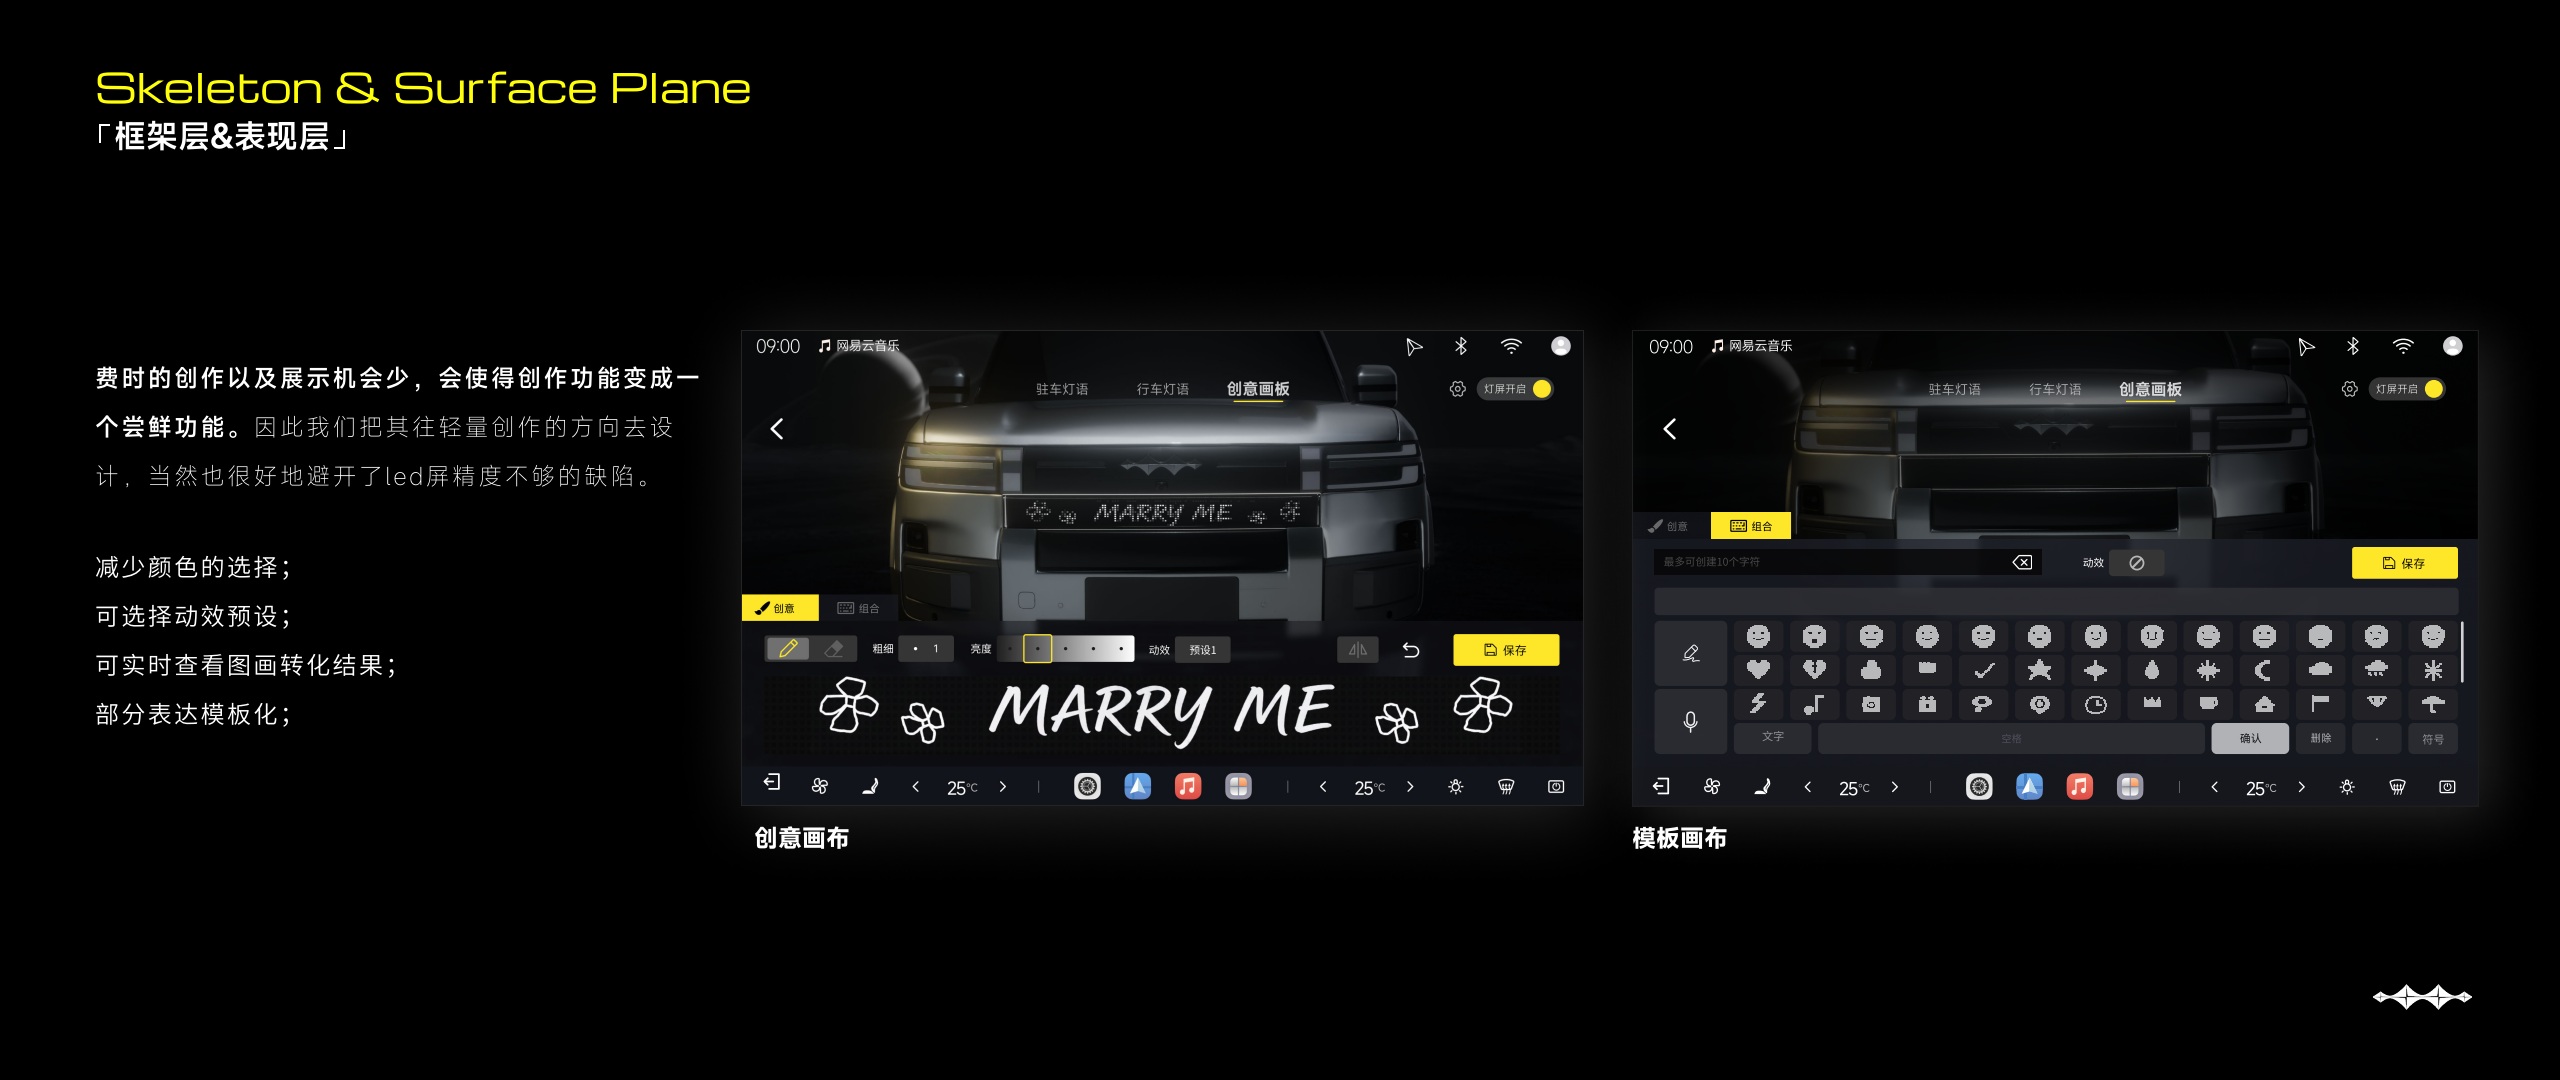 Skeleton & Surface Plane
「框架层&表现层」
费时的创作以及展示机会少，会使得创作功能变成一
个尝鲜功能。因此我们把其往轻量创作的方向去设
计，当然也很好地避开了led屏精度不够的缺陷。
减少颜色的选择；
可选择动效预设；
可实时查看图画转化结果；
部分表达模板化；
09:00 网易云音乐
驻车灯语 行车灯语 创意画板 灯屏开启
MARRY ME
创意 组合
粗细 1 亮度 动效 预设1 保存
MARRY ME
25°C 25°C
创意画布
09:00 网易云音乐
驻车灯语 行车灯语 创意画板 灯屏开启
创意 组合
最多可创建10个字符 动效 保存
文字 空格 确认 删除 · 符号
25°C 25°C
模板画布